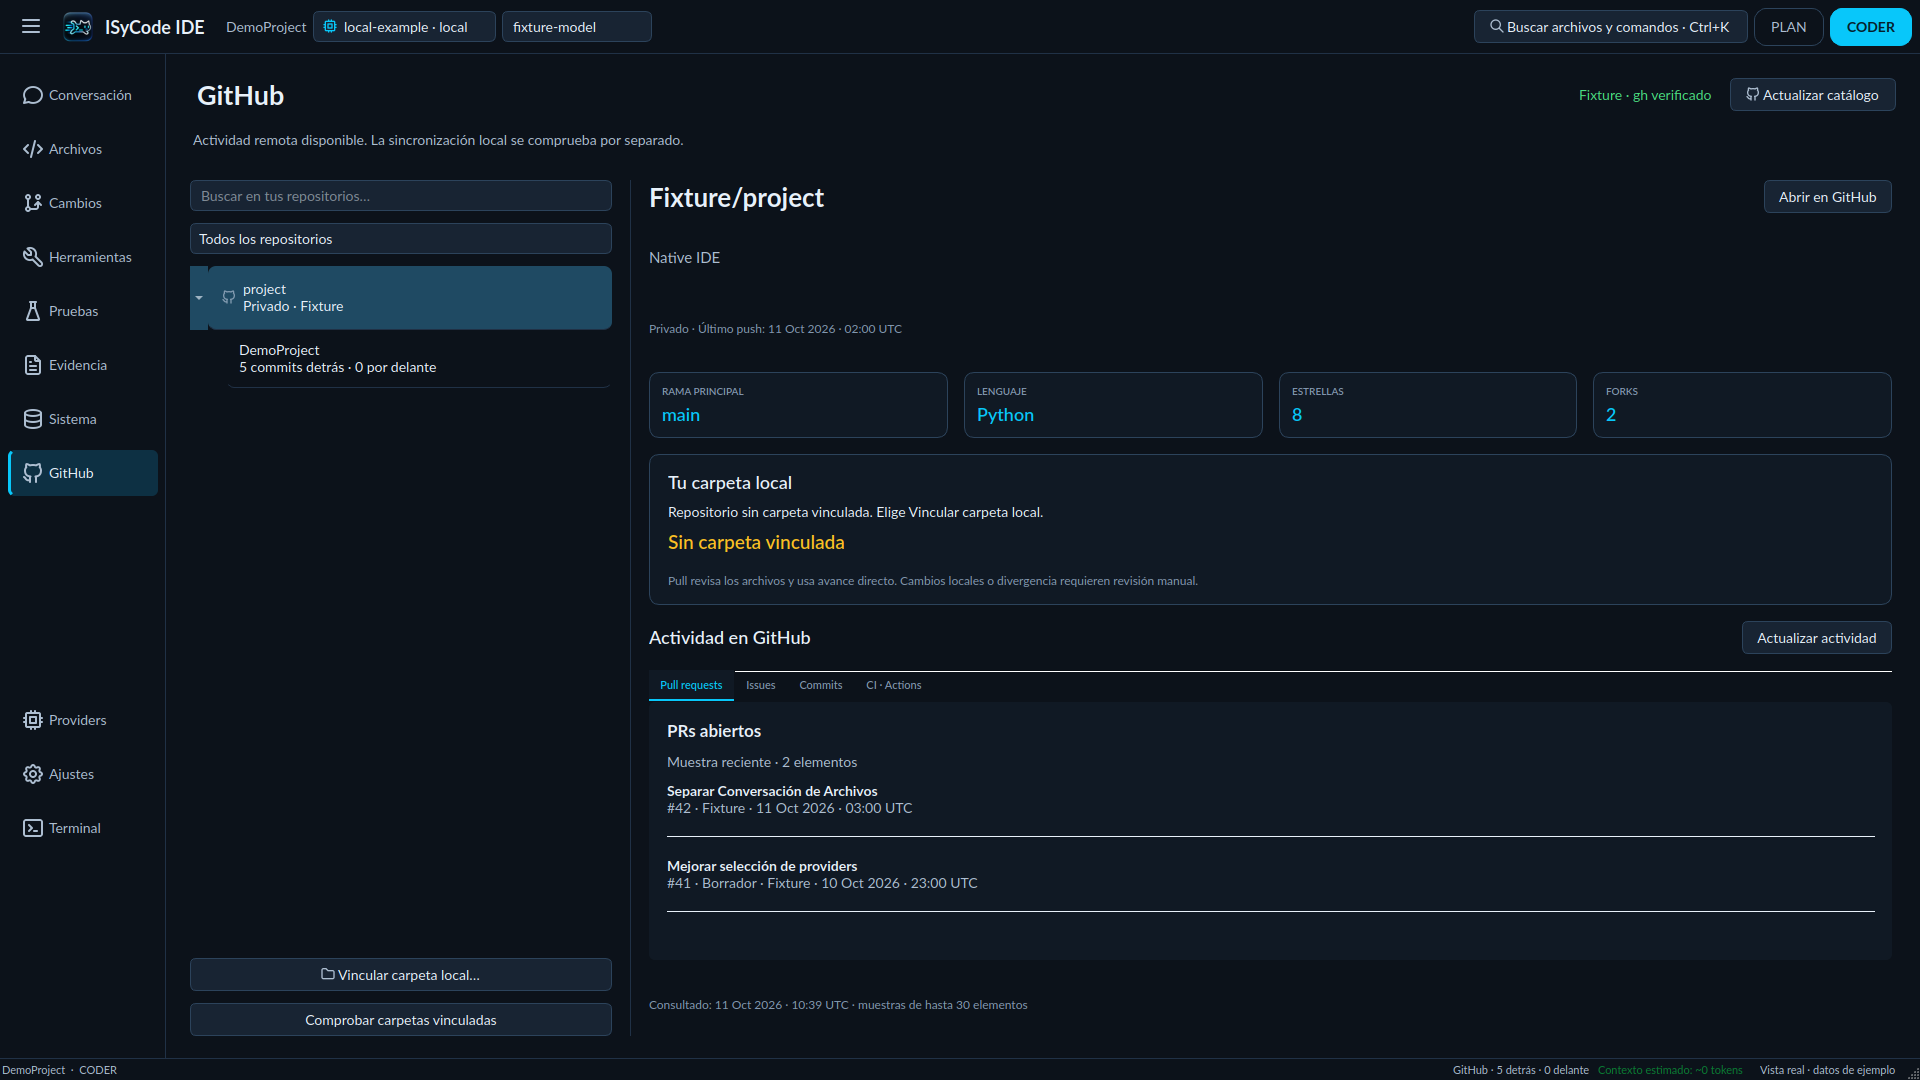 ISyCode IDE
DemoProject
local-example · local
fixture-model
Buscar archivos y comandos · Ctrl+K
PLAN
CODER
Conversación
Archivos
Cambios
Herramientas
Pruebas
Evidencia
Sistema
GitHub
Providers
Ajustes
Terminal
GitHub
Fixture · gh verificado
Actualizar catálogo
Actividad remota disponible. La sincronización local se comprueba por separado.
Buscar en tus repositorios...
Todos los repositorios
project
Privado · Fixture
DemoProject
5 commits detrás · 0 por delante
Vincular carpeta local...
Comprobar carpetas vinculadas
Fixture/project
Abrir en GitHub
Native IDE
Privado · Último push: 11 Oct 2026 · 02:00 UTC
RAMA PRINCIPAL
main
LENGUAJE
Python
ESTRELLAS
8
FORKS
2
Tu carpeta local
Repositorio sin carpeta vinculada. Elige Vincular carpeta local.
Sin carpeta vinculada
Pull revisa los archivos y usa avance directo. Cambios locales o divergencia requieren revisión manual.
Actividad en GitHub
Actualizar actividad
Pull requests
Issues
Commits
CI · Actions
PRs abiertos
Muestra reciente · 2 elementos
Separar Conversación de Archivos
#42 · Fixture · 11 Oct 2026 · 03:00 UTC
Mejorar selección de providers
#41 · Borrador · Fixture · 10 Oct 2026 · 23:00 UTC
Consultado: 11 Oct 2026 · 10:39 UTC · muestras de hasta 30 elementos
DemoProject · CODER
GitHub · 5 detrás · 0 delante
Contexto estimado: ~0 tokens
Vista real · datos de ejemplo